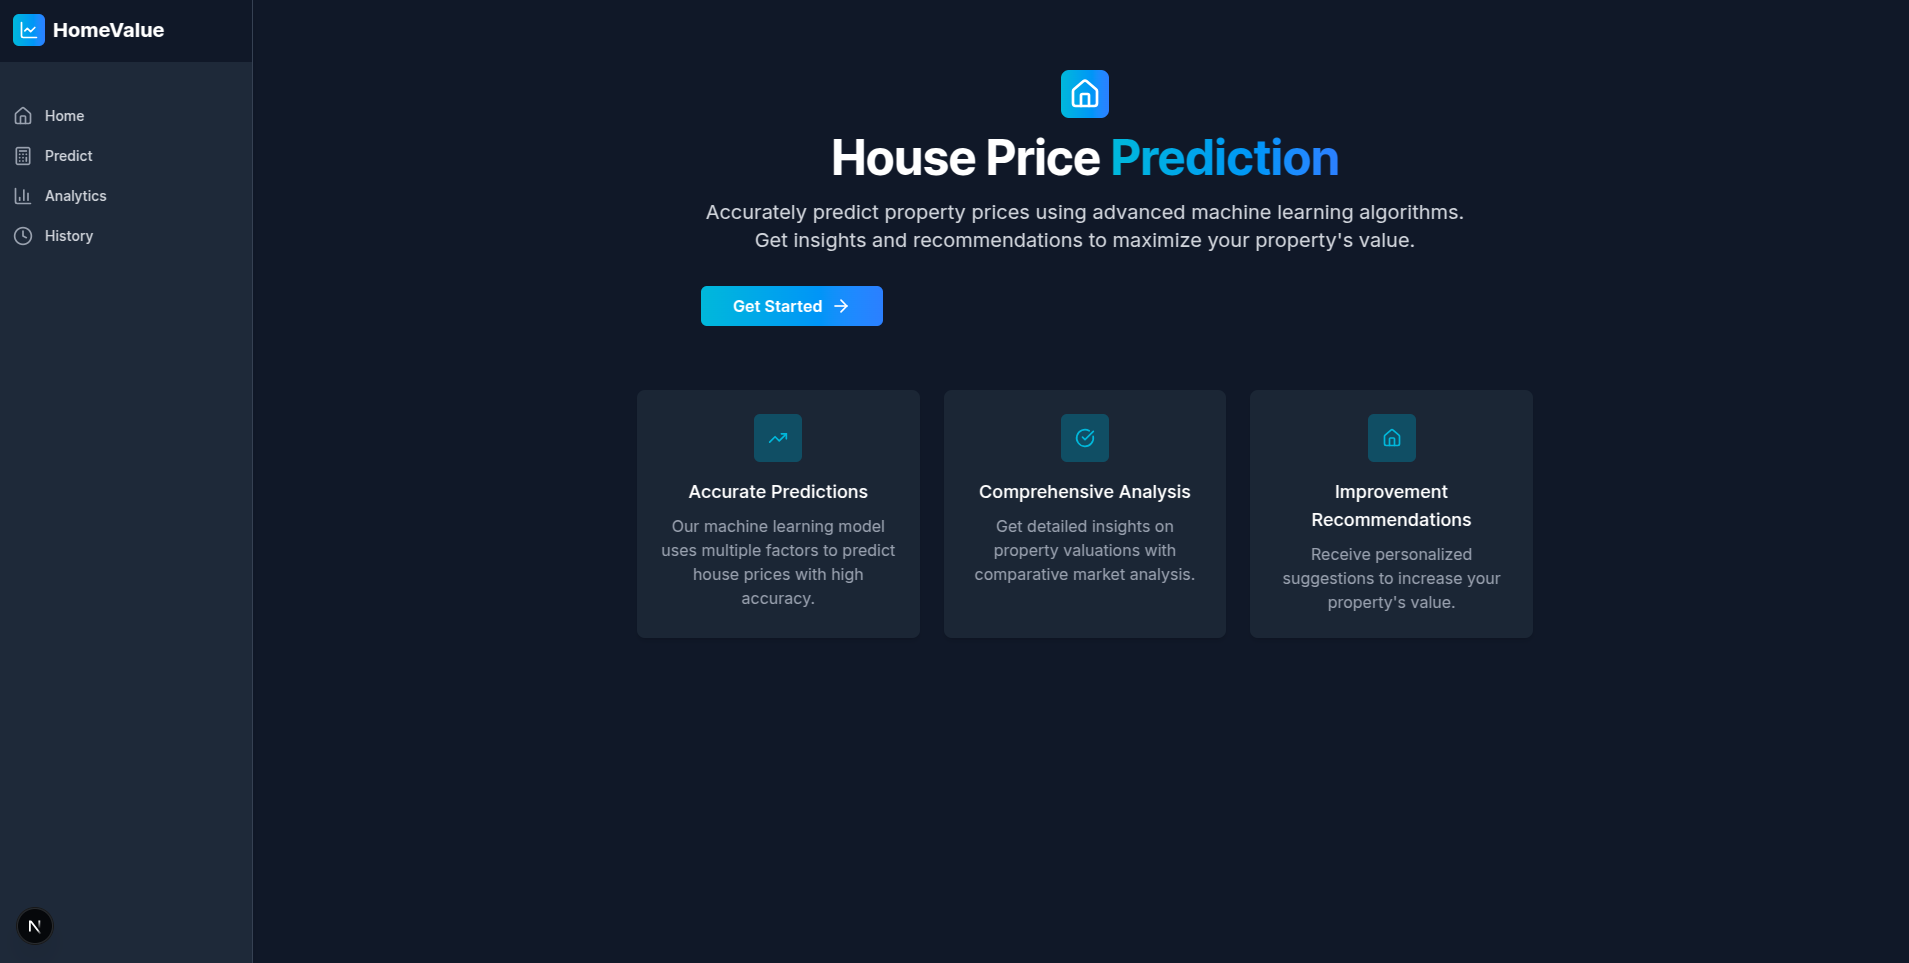 HomeValue
Home
Predict
Analytics
History
House Price Prediction
Accurately predict property prices using advanced machine learning algorithms.
Get insights and recommendations to maximize your property's value.
Get Started
Accurate Predictions
Our machine learning model
uses multiple factors to predict
house prices with high
accuracy.
Comprehensive Analysis
Get detailed insights on
property valuations with
comparative market analysis.
Improvement
Recommendations
Receive personalized
suggestions to increase your
property's value.
N